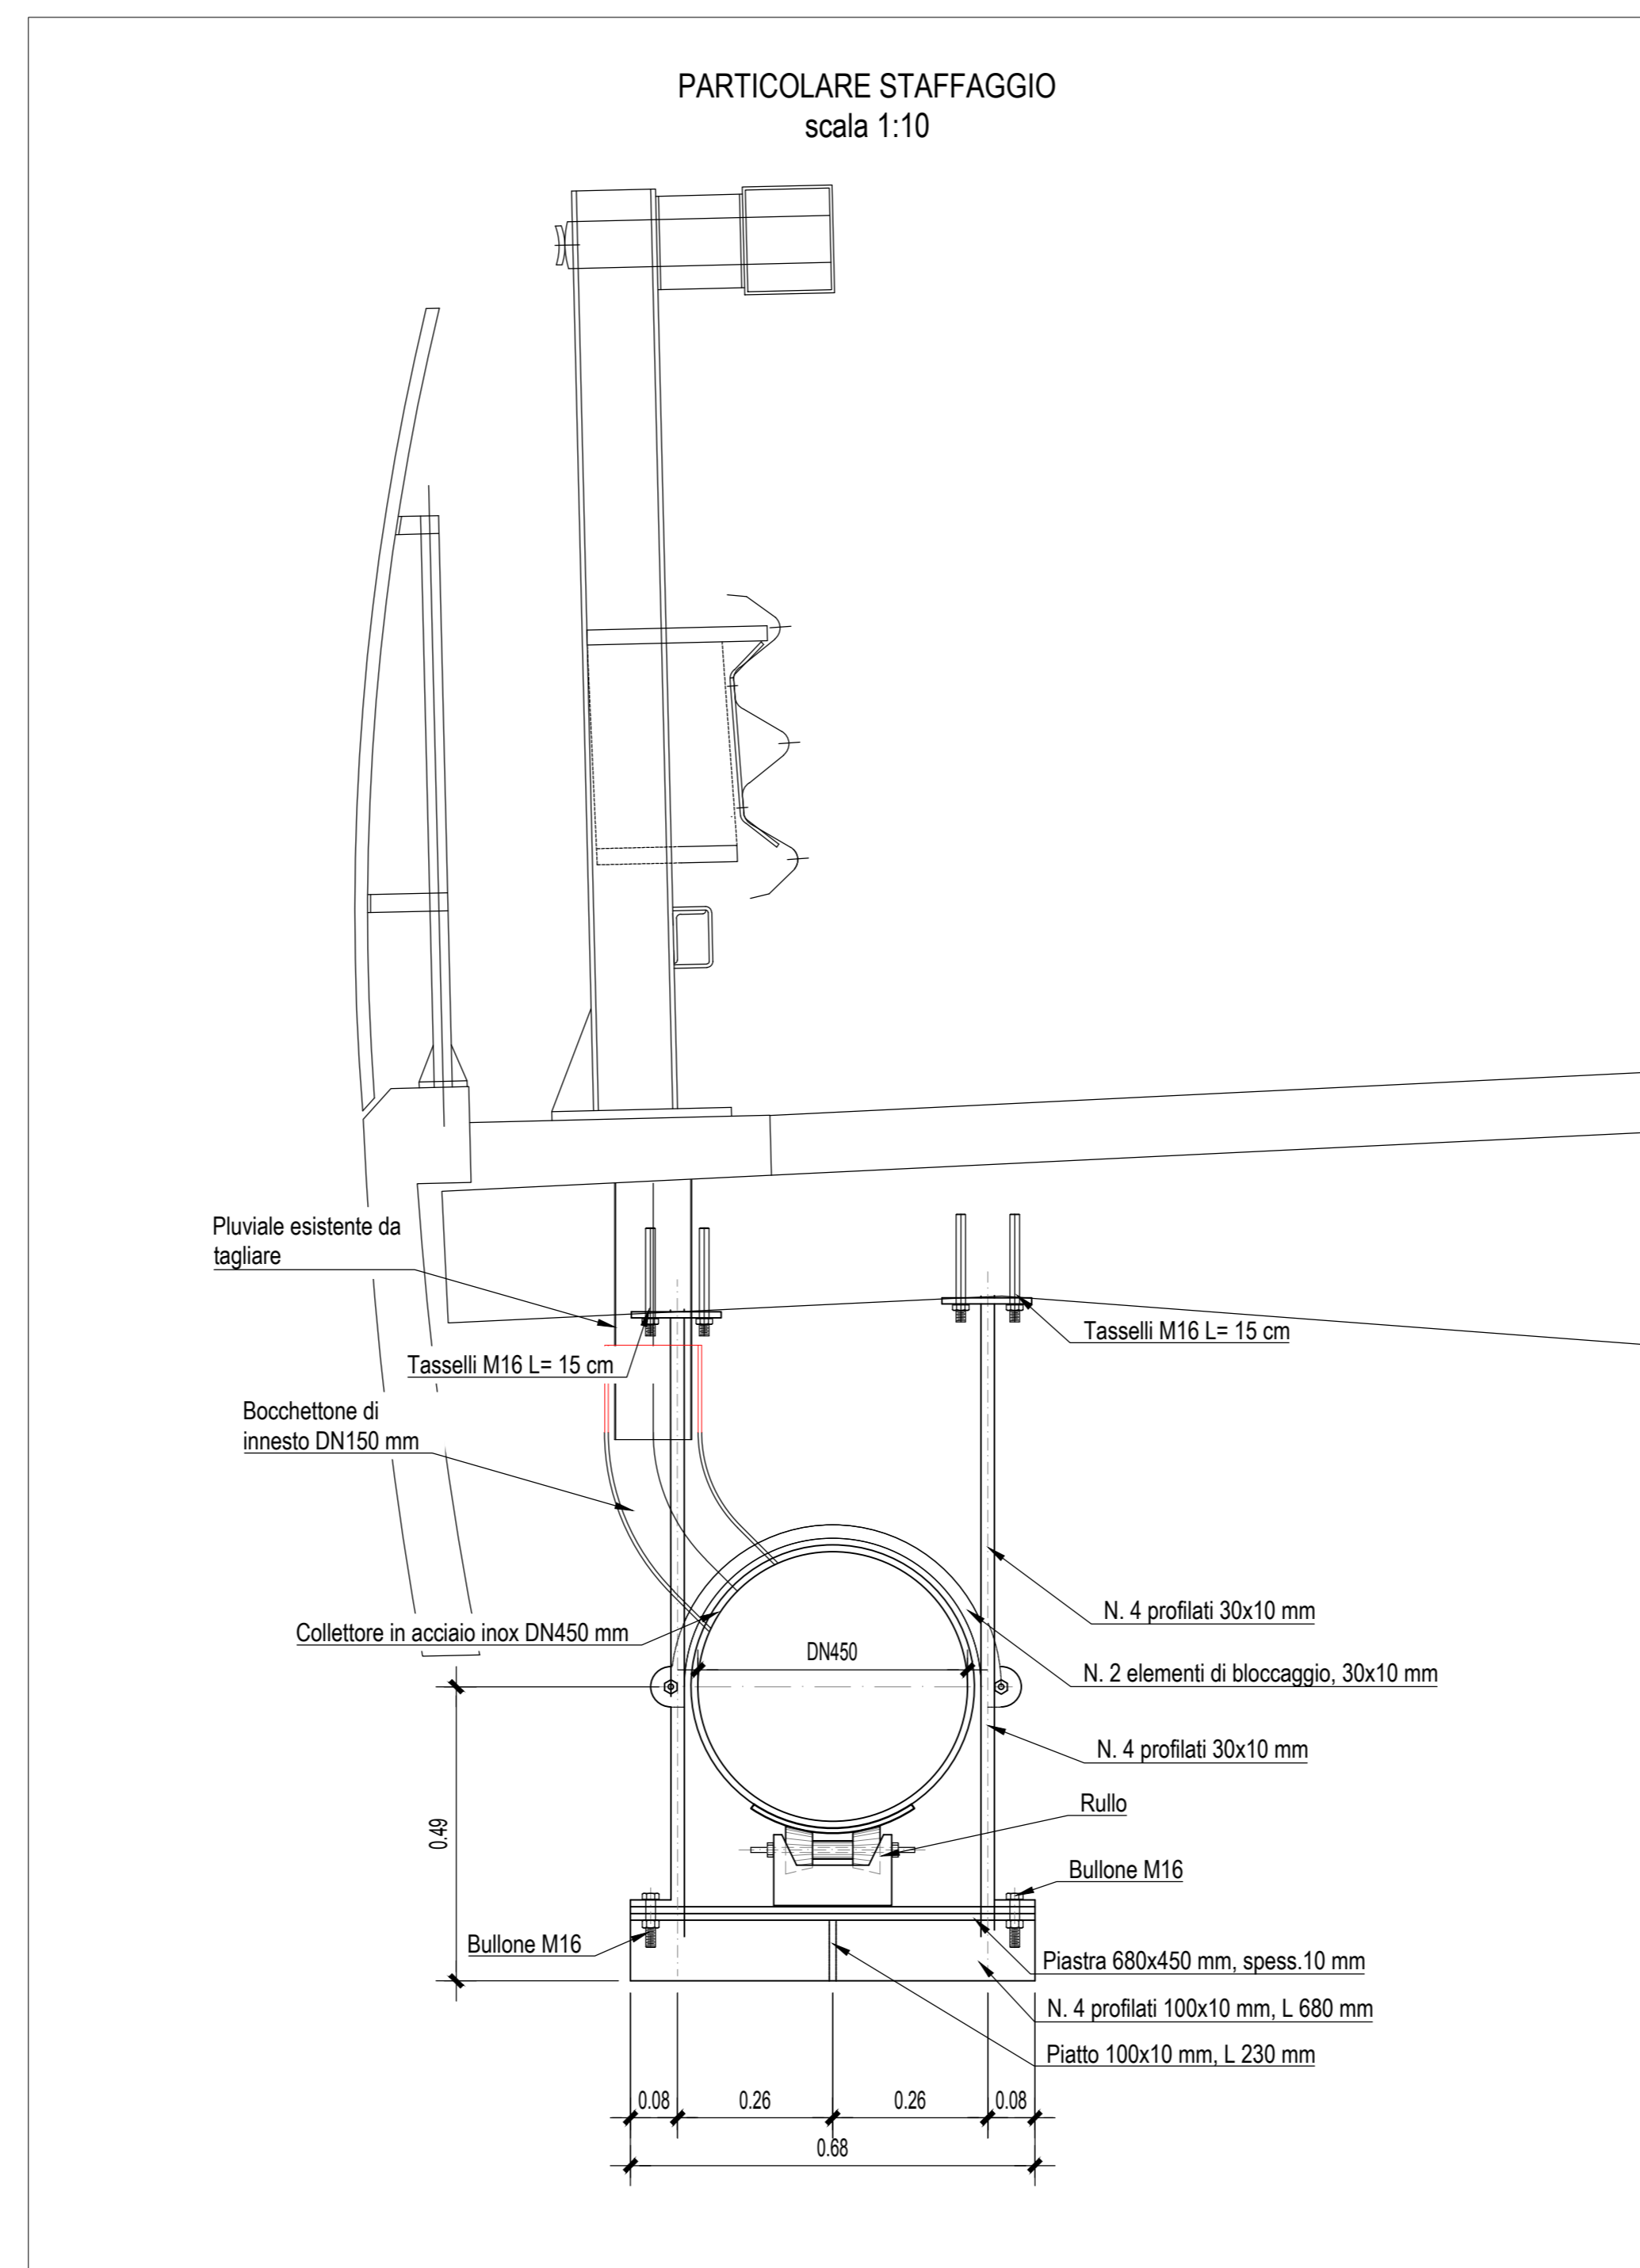 PARTICOLARE STAFFAGGIO
scala 1:10
Pluviale esistente da
tagliare
Tasselli M16 L= 15 cm
Tasselli M16 L= 15 cm
Bocchettone di
innesto DN150 mm
N. 4 profilati 30x10 mm
Collettore in acciaio inox DN450 mm
DN450
N. 2 elementi di bloccaggio, 30x10 mm
N. 4 profilati 30x10 mm
Rullo
0.49
Bullone M16
Bullone M16
Piastra 680x450 mm, spess.10 mm
N. 4 profilati 100x10 mm, L 680 mm
Piatto 100x10 mm, L 230 mm
0.08
0.26
0.26
0.08
0.68